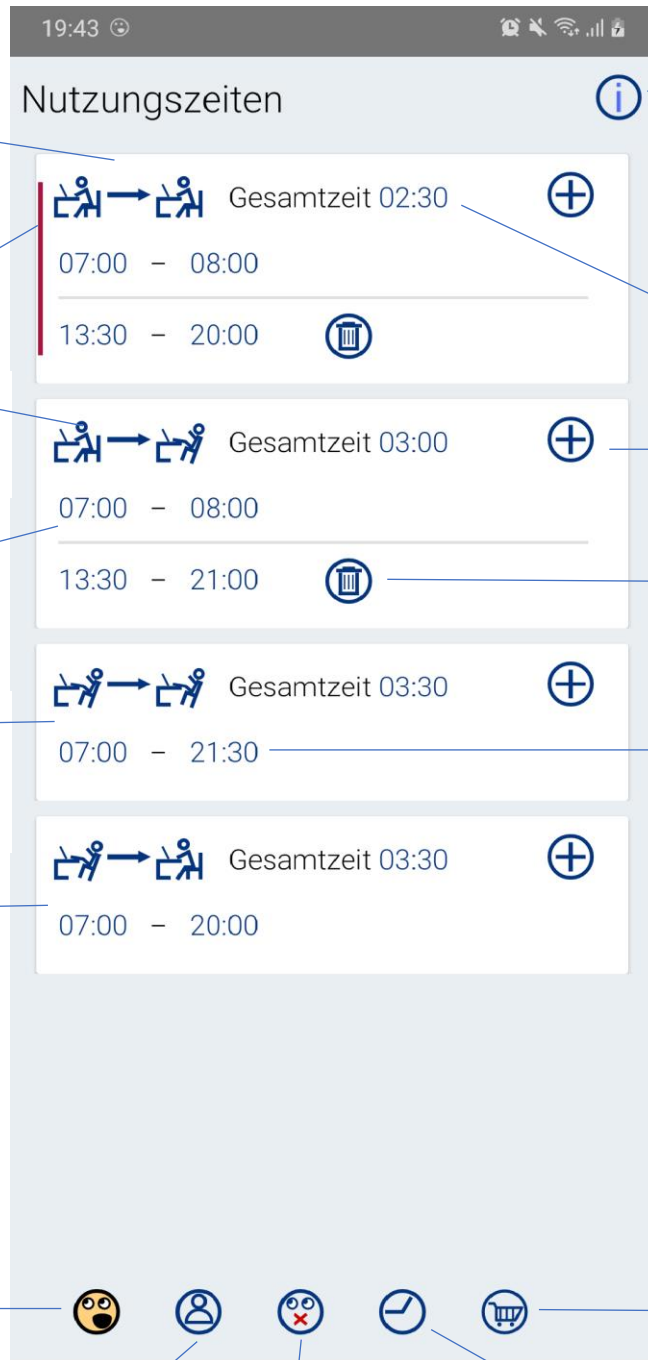 19:43
Nutzungszeiten
i
Gesamtzeit 02:30
07:00 – 08:00
13:30 – 20:00
Gesamtzeit 03:00
07:00 – 08:00
13:30 – 21:00
Gesamtzeit 03:30
07:00 – 21:30
Gesamtzeit 03:30
07:00 – 20:00